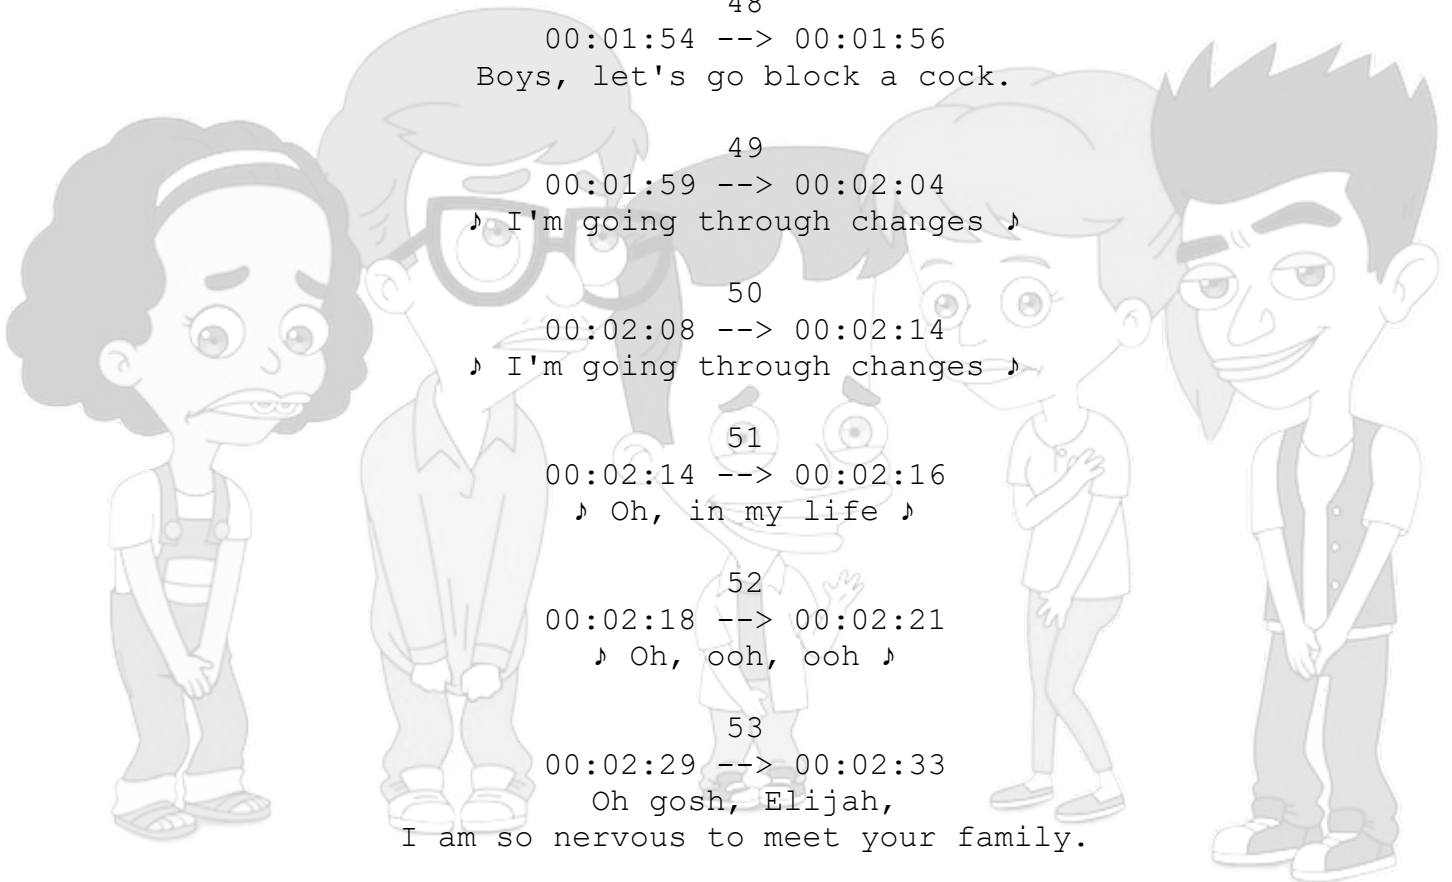 48
00:01:54 --> 00:01:56
Boys, let's go block a cock.
49
00:01:59 --> 00:02:04
♪ I'm going through changes ♪
50
00:02:08 --> 00:02:14
♪ I'm going through changes ♪
51
00:02:14 --> 00:02:16
♪ Oh, in my life ♪
52
00:02:18 --> 00:02:21
♪ Oh, ooh, ooh ♪
53
00:02:29 --> 00:02:33
Oh gosh, Elijah,
I am so nervous to meet your family.